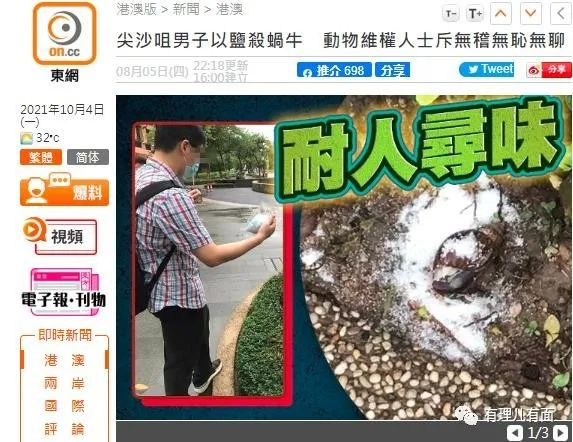 on.cc
東網
2021年10月4日
(一)
32°c
繁體 简体
爆料
視頻
電子報·刊物
即時新聞
港澳
兩岸
國際
評論
港澳版 > 新聞 > 港澳
T- T+
尖沙咀男子以鹽殺蝸牛 動物維權人士斥無稽無恥無聊
08月05日(四) 22:18更新
16:00建立
推介 698 分享 Tweet 分享
耐人尋味
有理儿有面
1/3